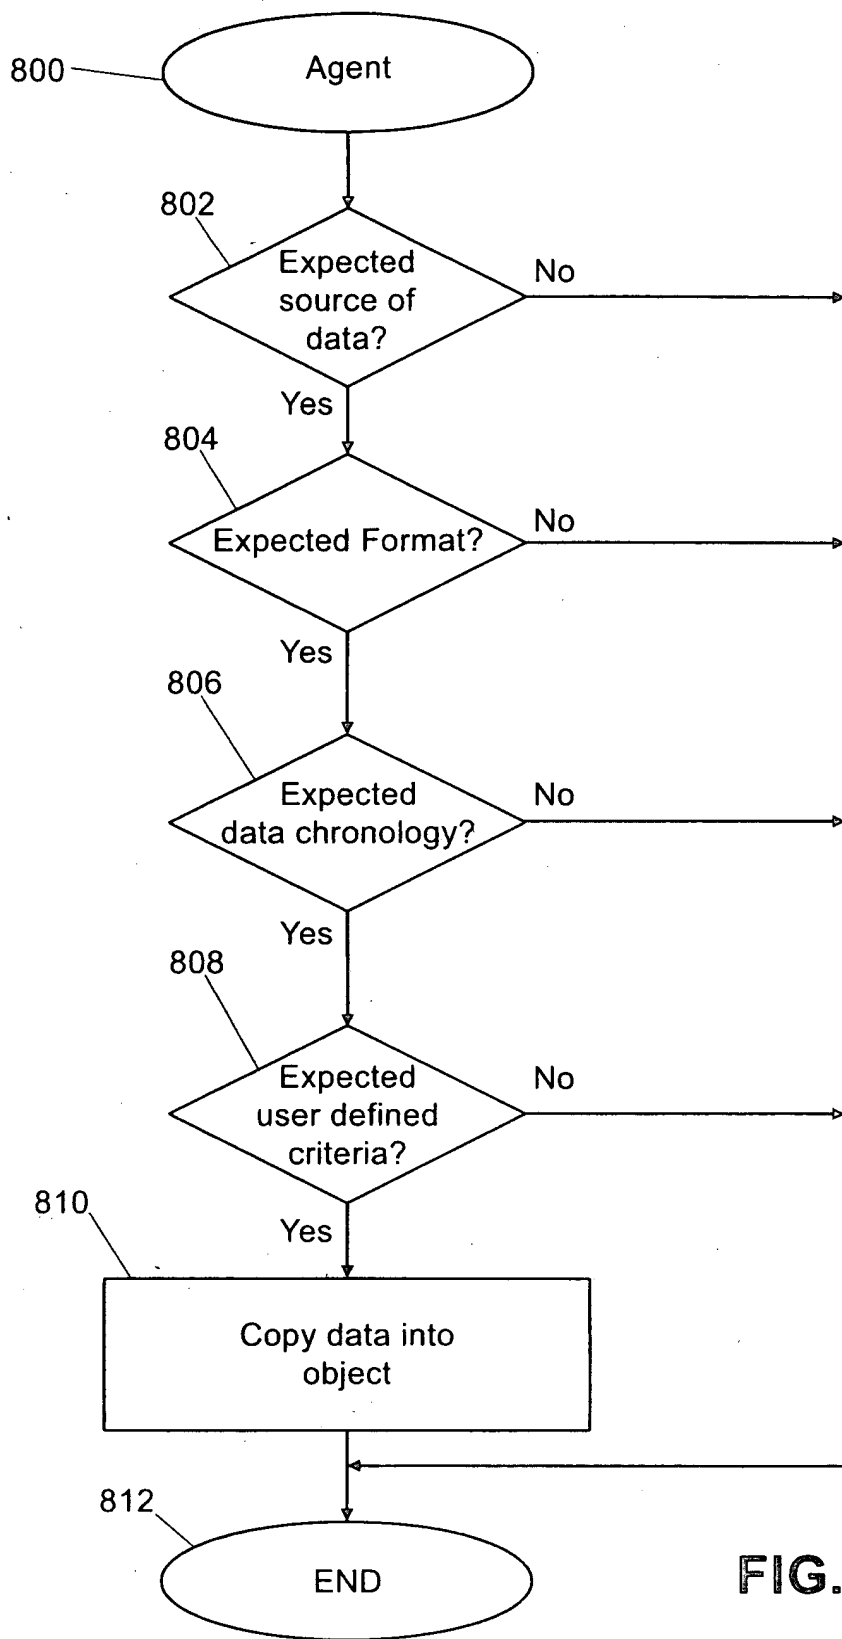 800
Agent
802
Expected
source of
data?
No
Yes
804
Expected Format?
No
Yes
806
Expected
data chronology?
No
Yes
808
Expected
user defined
criteria?
No
Yes
810
Copy data into
object
812
END
FIG.